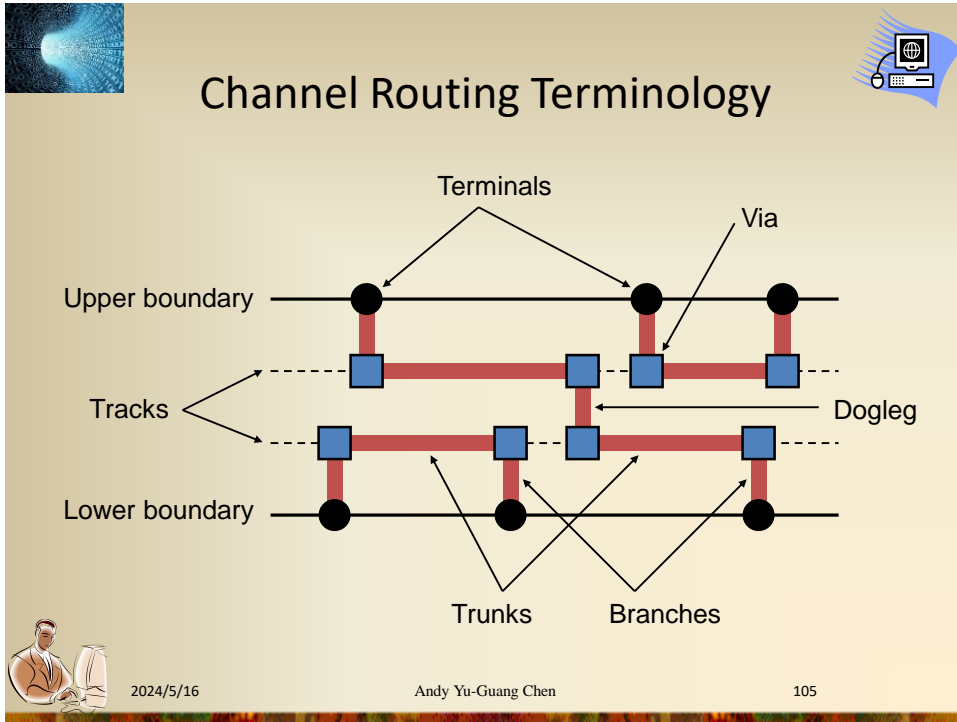 Channel Routing Terminology
Terminals
Via
Upper boundary
Tracks
Dogleg
Lower boundary
Trunks
Branches
2024/5/16
Andy Yu-Guang Chen
105